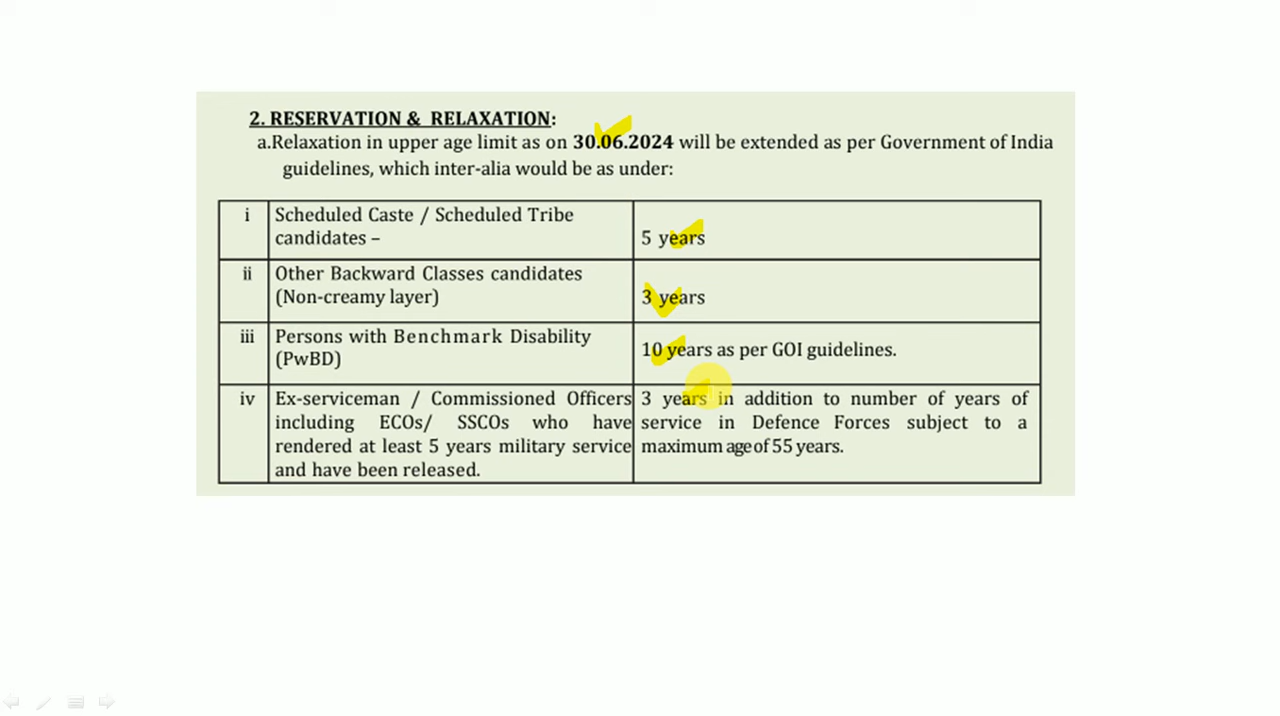 2. RESERVATION & RELAXATION:
a.Relaxation in upper age limit as on 30.06.2024 will be extended as per Government of India
guidelines, which inter-alia would be as under:
i Scheduled Caste / Scheduled Tribe
candidates – 5 years
ii Other Backward Classes candidates
(Non-creamy layer) 3 years
iii Persons with Benchmark Disability
(PwBD) 10 years as per GOI guidelines.
iv Ex-serviceman / Commissioned Officers 3 years in addition to number of years of
including ECOs/ SSCOs who have service in Defence Forces subject to a
rendered at least 5 years military service maximum age of 55 years.
and have been released.